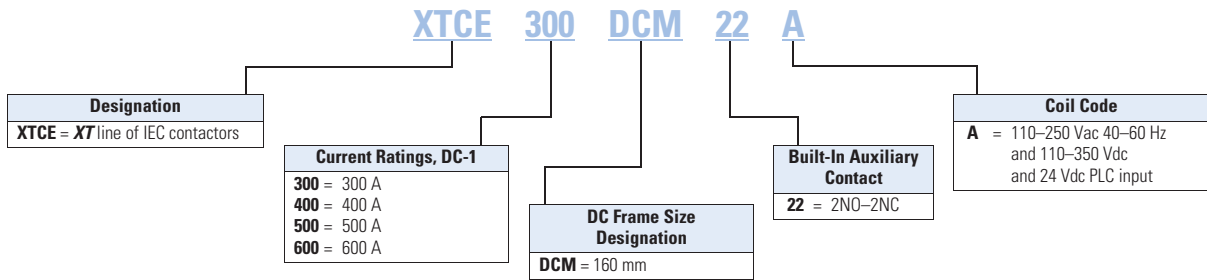 XTCE 300 DCM 22 A
Designation
XTCE = XT line of IEC contactors
Current Ratings, DC-1
300 = 300 A
400 = 400 A
500 = 500 A
600 = 600 A
DC Frame Size
Designation
DCM = 160 mm
Built-In Auxiliary
Contact
22 = 2NO–2NC
Coil Code
A = 110–250 Vac 40–60 Hz
and 110–350 Vdc
and 24 Vdc PLC input